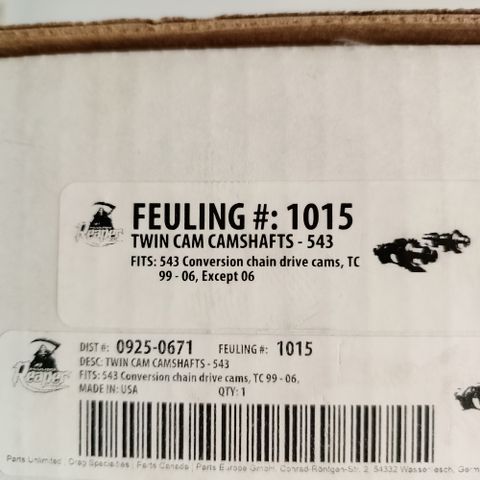 Reaper
FEULING #: 1015
TWIN CAM CAMSHAFTS - 543
FITS: 543 Conversion chain drive cams, TC
99 - 06, Except 06
Reaper
DIST #: 0925-0671 FEULING #: 1015
DESC: TWIN CAM CAMSHAFTS - 543
FITS: 543 Conversion chain drive cams, TC 99 - 06,
MADE IN: USA QTY: 1
Parts Unlimited | Drag Specialties | Parts Canada | Parts Europe GmbH, Conrad-Röntgen-Str. 2, 54332 Wasserliesch, Germ